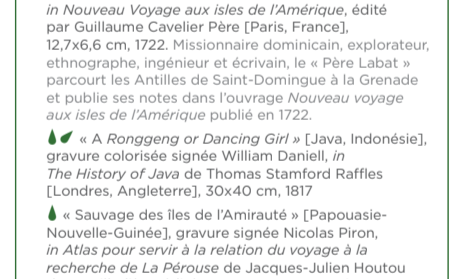 in Nouveau Voyage aux isles de l’Amérique, édité
par Guillaume Cavelier Père [Paris, France],
12,7x6,6 cm, 1722. Missionnaire dominicain, explorateur,
ethnographe, ingénieur et écrivain, le « Père Labat »
parcourt les Antilles de Saint-Domingue à la Grenade
et publie ses notes dans l’ouvrage Nouveau voyage
aux isles de l’Amérique publié en 1722.
« A Ronggeng or Dancing Girl » [Java, Indonésie],
gravure colorisée signée William Daniell, in
The History of Java de Thomas Stamford Raffles
[Londres, Angleterre], 30x40 cm, 1817
« Sauvage des îles de l’Amirauté » [Papouasie-
Nouvelle-Guinée], gravure signée Nicolas Piron,
in Atlas pour servir à la relation du voyage à la
recherche de La Pérouse de Jacques-Julien Houtou